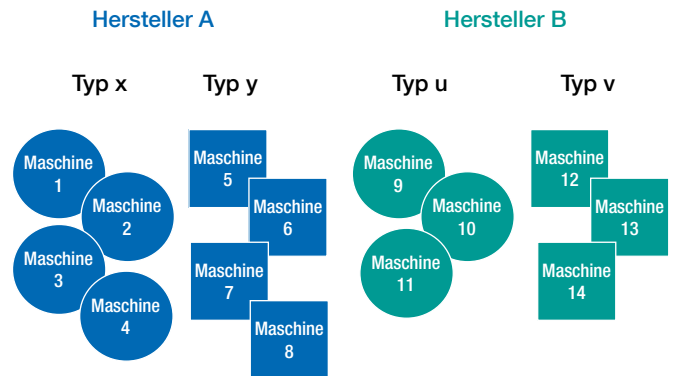 Hersteller A
Hersteller B
Typ x
Typ y
Typ u
Typ v
Maschine
1
Maschine
2
Maschine
3
Maschine
4
Maschine
5
Maschine
6
Maschine
7
Maschine
8
Maschine
9
Maschine
10
Maschine
11
Maschine
12
Maschine
13
Maschine
14